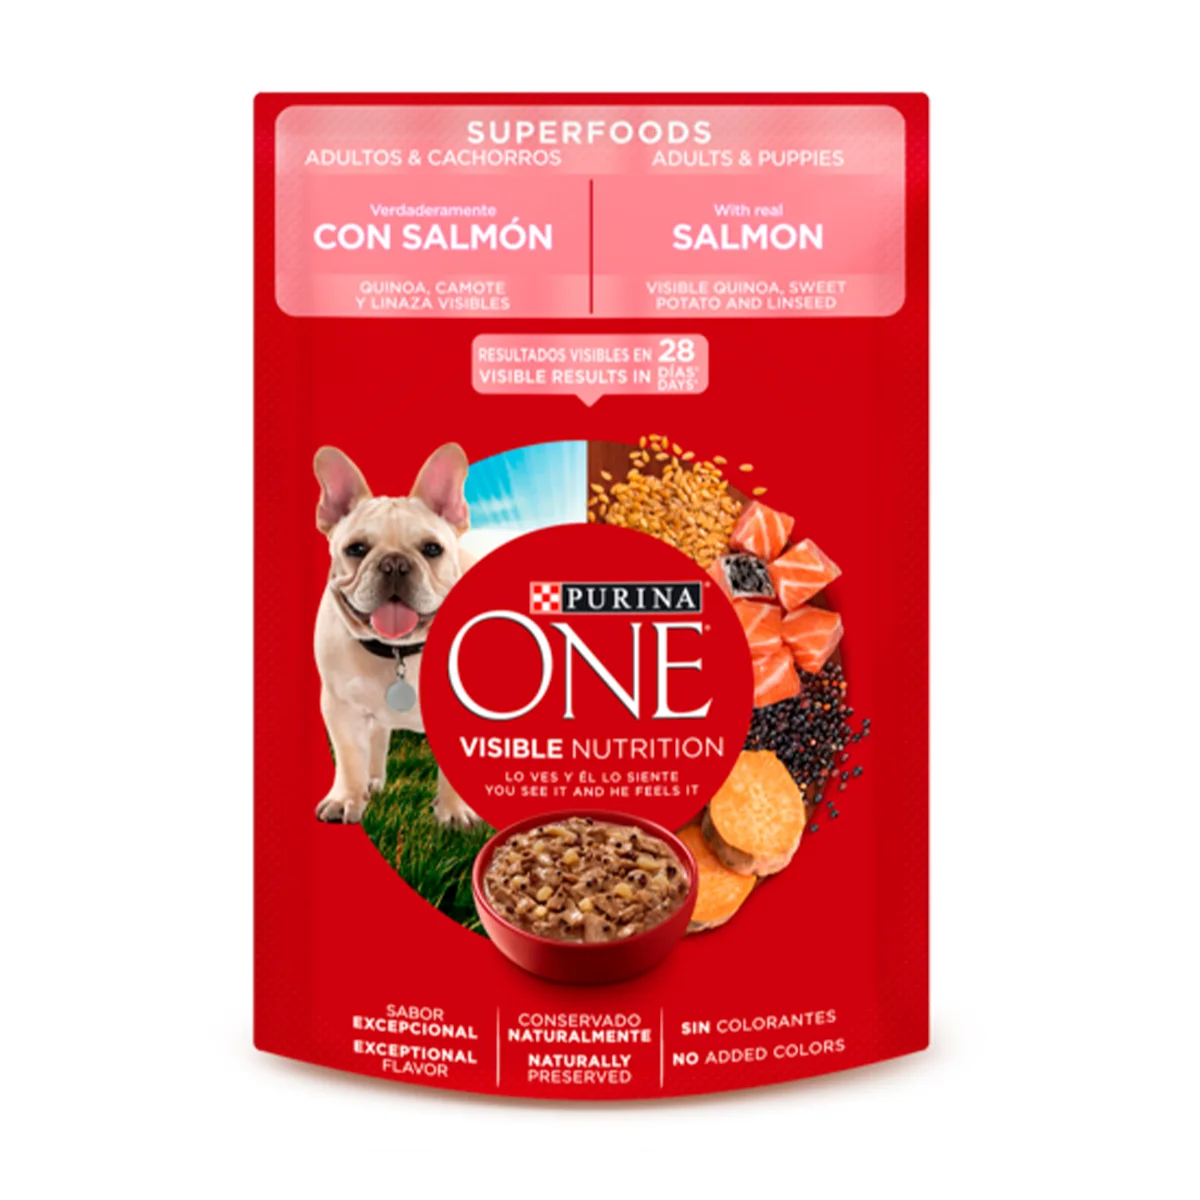 SUPERFOODS
ADULTOS & CACHORROS
ADULTS & PUPPIES
Verdaderamente
CON SALMÓN
QUINOA, CAMOTE
Y LINAZA VISIBLES
With real
SALMON
VISIBLE QUINOA, SWEET
POTATO AND LINSEED
RESULTADOS VISIBLES EN 28 DÍAS*
VISIBLE RESULTS IN DAYS*
PURINA
ONE
VISIBLE NUTRITION
LO VES Y ÉL LO SIENTE
YOU SEE IT AND HE FEELS IT
SABOR
EXCEPCIONAL
EXCEPTIONAL
FLAVOR
CONSERVADO
NATURALMENTE
NATURALLY
PRESERVED
SIN COLORANTES
NO ADDED COLORS